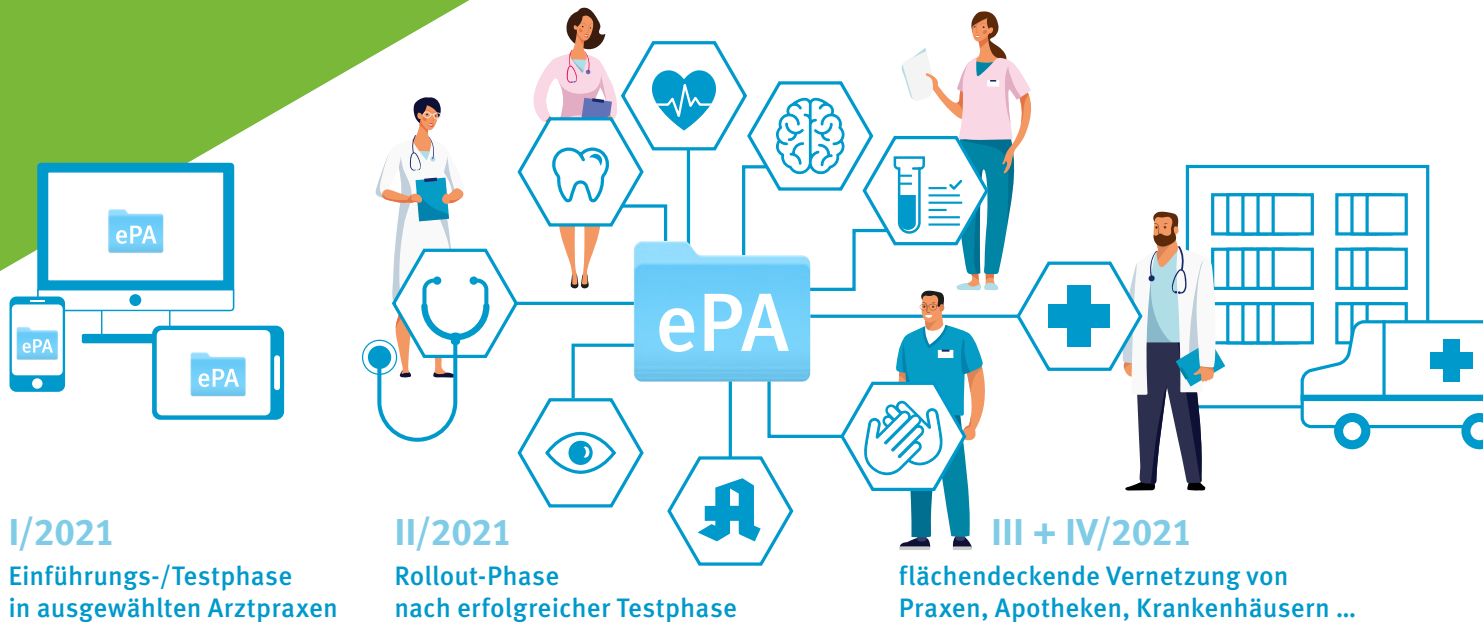 ePA
ePA
ePA
ePA
I/2021
Einführungs-/Testphase
in ausgewählten Arztpraxen
II/2021
Rollout-Phase
nach erfolgreicher Testphase
III + IV/2021
flächendeckende Vernetzung von
Praxen, Apotheken, Krankenhäusern ...